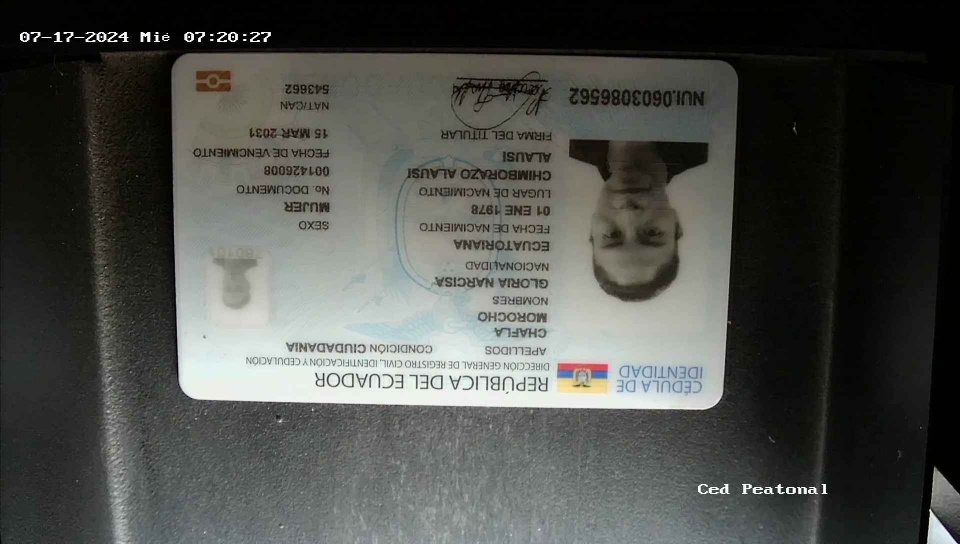 07-17-2024 Mié 07:20:27
CÉDULA DE
IDENTIDAD
REPÚBLICA DEL ECUADOR
DIRECCIÓN GENERAL DE REGISTRO CIVIL, IDENTIFICACIÓN Y CEDULACIÓN
APELLIDOS
CHAFLA
MOROCHO
NOMBRES
GLORIA NARCISA
NACIONALIDAD
ECUATORIANA
FECHA DE NACIMIENTO
01 ENE 1978
LUGAR DE NACIMIENTO
CHIMBORAZO ALAUSI
ALAUSI
FIRMA DEL TITULAR
CONDICIÓN CIUDADANIA
SEXO
MUJER
No. DOCUMENTO
001426008
FECHA DE VENCIMIENTO
15 MAR 2031
NAT/CAN
543662
NUI.0603086562
Ced Peatonal